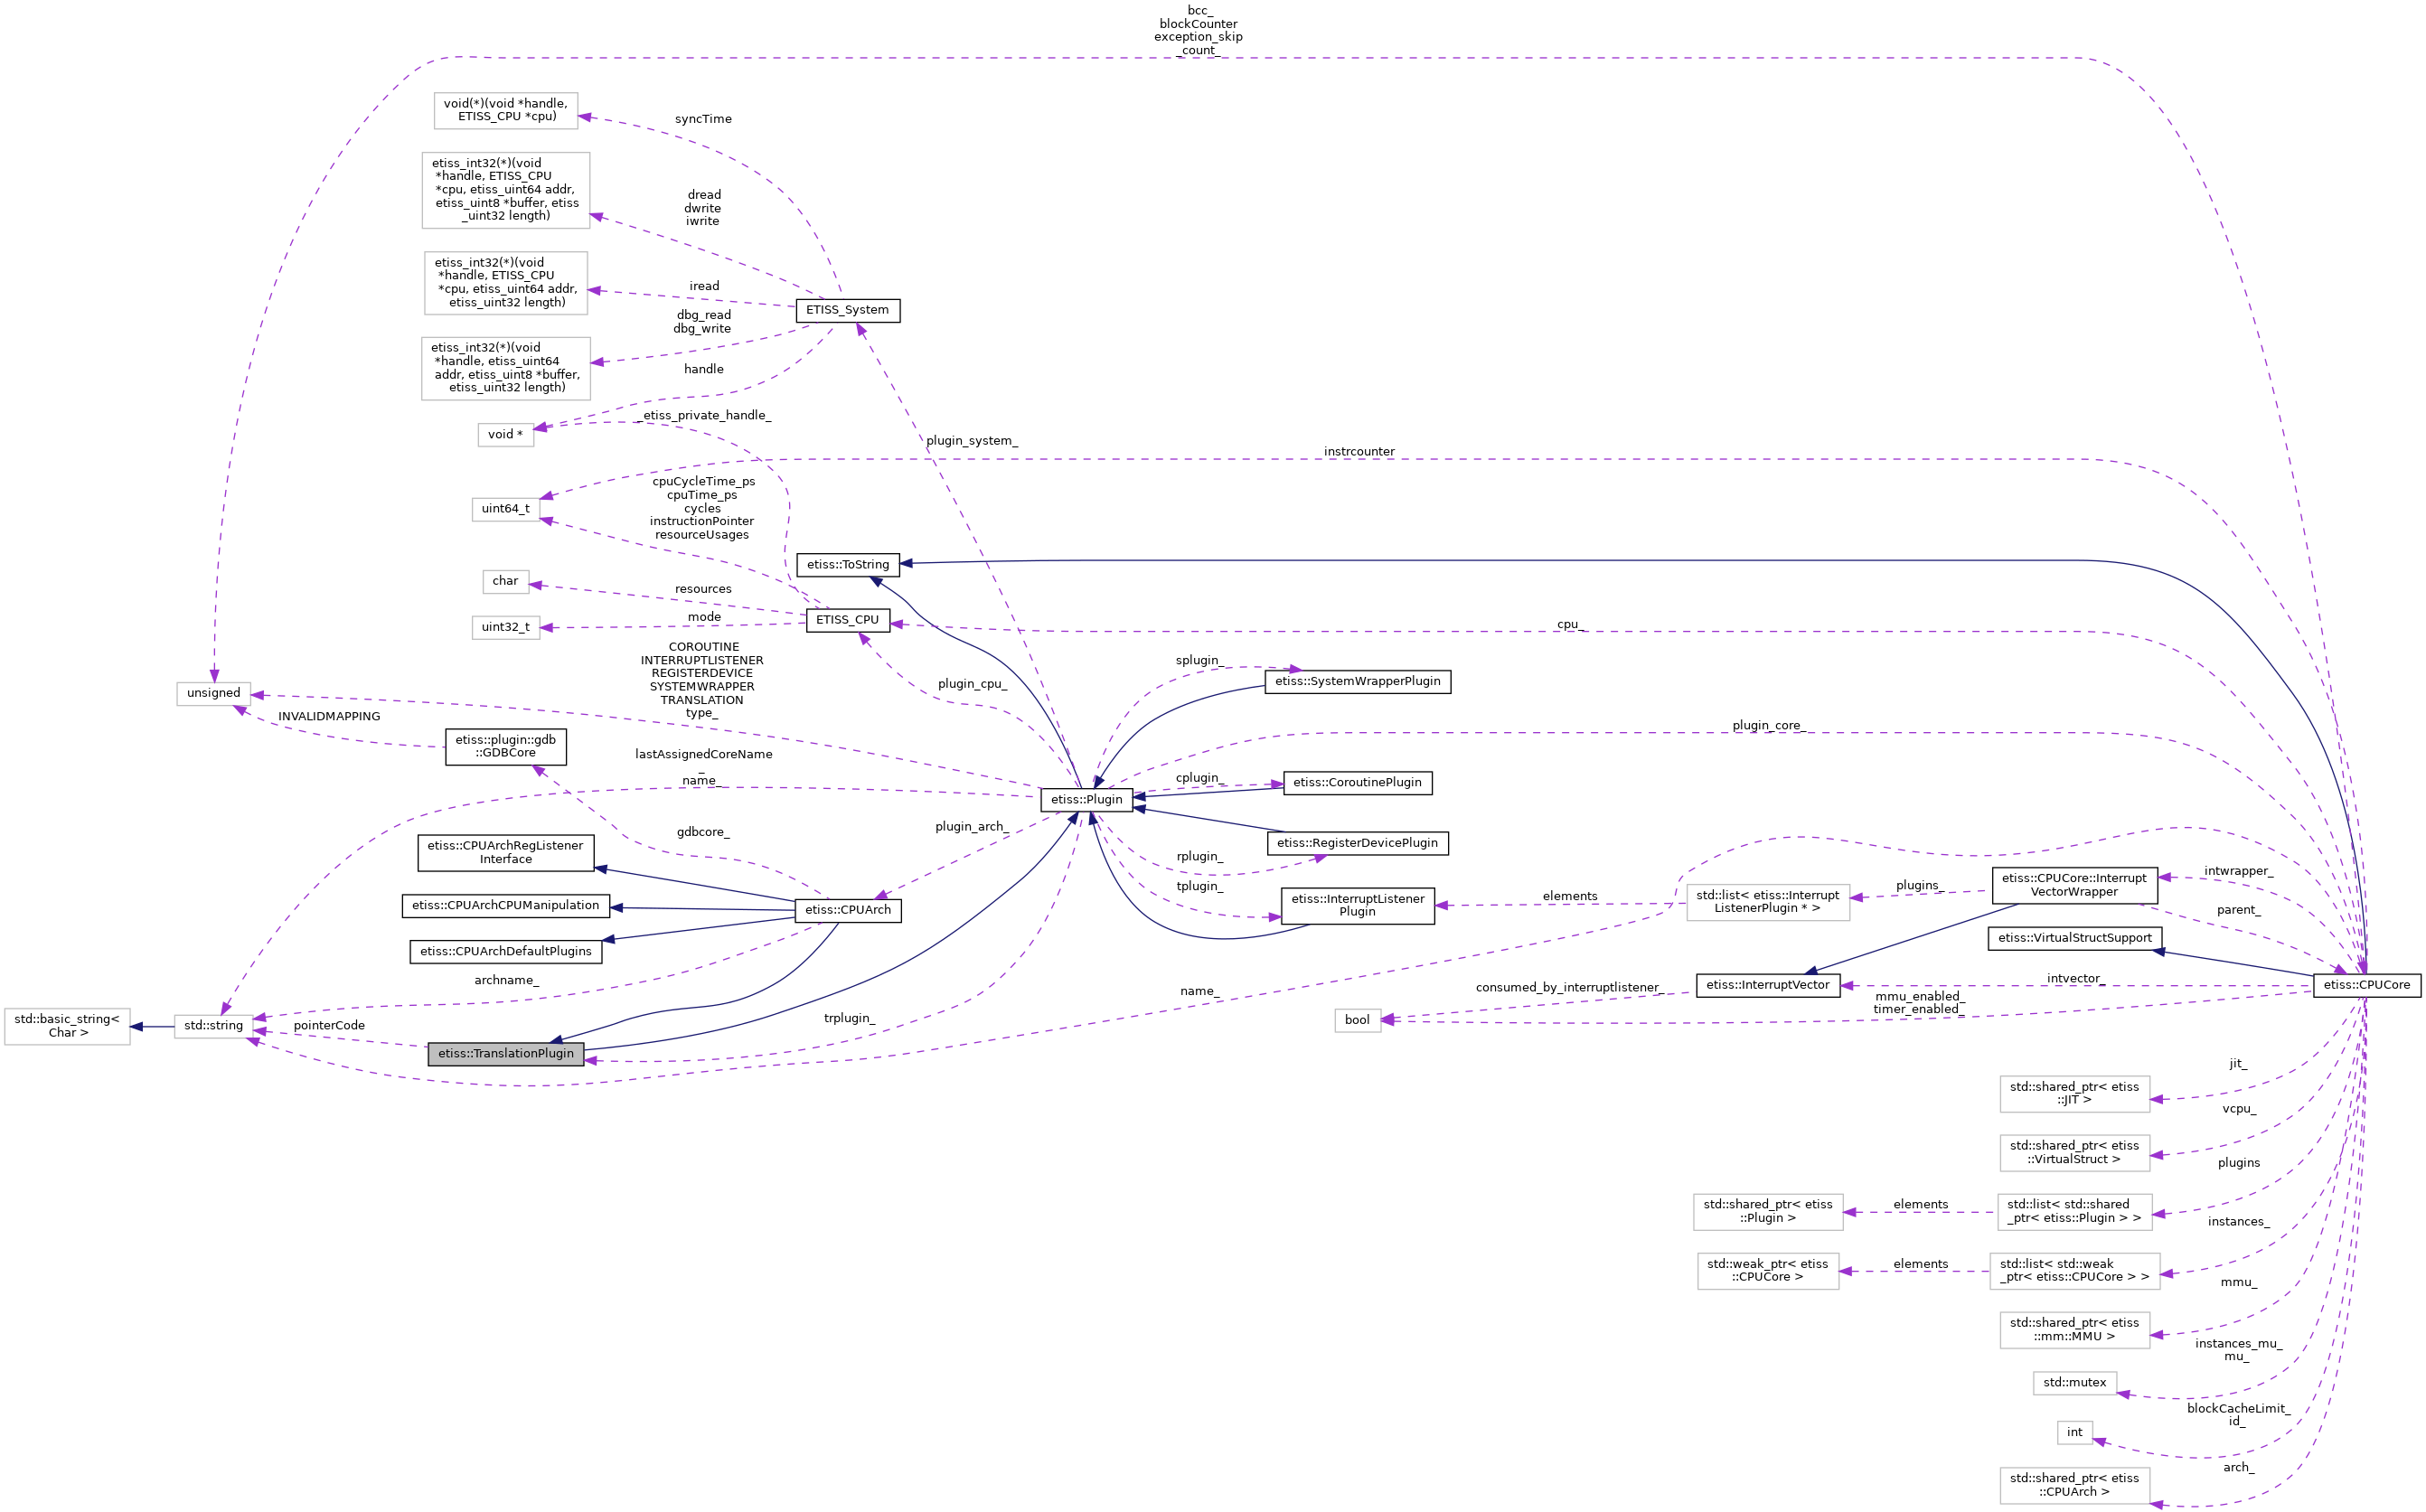 bcc_
blockCounter
exception_skip
_count_
void(*)(void *handle,
ETISS_CPU *cpu)
syncTime
etiss_int32(*)(void
*handle, ETISS_CPU
*cpu, etiss_uint64 addr,
etiss_uint8 *buffer, etiss
_uint32 length)
dread
dwrite
iwrite
etiss_int32(*)(void
*handle, ETISS_CPU
*cpu, etiss_uint64 addr,
etiss_uint32 length)
iread
ETISS_System
dbg_read
dbg_write
etiss_int32(*)(void
*handle, etiss_uint64
addr, etiss_uint8 *buffer,
etiss_uint32 length)
handle
_etiss_private_handle_
void *
plugin_system_
instrcounter
cpuCycleTime_ps
cpuTime_ps
cycles
instructionPointer
resourceUsages
uint64_t
etiss::ToString
char
resources
mode
uint32_t
ETISS_CPU
cpu_
COROUTINE
INTERRUPTLISTENER
REGISTERDEVICE
SYSTEMWRAPPER
TRANSLATION
type_
splugin_
etiss::SystemWrapperPlugin
plugin_cpu_
unsigned
INVALIDMAPPING
etiss::plugin::gdb
::GDBCore
plugin_core_
lastAssignedCoreName
_
name_
cplugin_
etiss::CoroutinePlugin
etiss::Plugin
gdbcore_
plugin_arch_
etiss::CPUArchRegListener
Interface
etiss::RegisterDevicePlugin
rplugin_
tplugin_
elements
etiss::InterruptListener
Plugin
std::list< etiss::Interrupt
ListenerPlugin * >
plugins_
etiss::CPUCore::Interrupt
VectorWrapper
intwrapper_
parent_
etiss::CPUArchCPUManipulation
etiss::CPUArch
etiss::CPUArchDefaultPlugins
etiss::VirtualStructSupport
archname_
name_
consumed_by_interruptlistener_
etiss::InterruptVector
intvector_
etiss::CPUCore
mmu_enabled_
timer_enabled_
bool
std::basic_string<
Char >
std::string
pointerCode
trplugin_
etiss::TranslationPlugin
jit_
std::shared_ptr< etiss
::JIT >
vcpu_
std::shared_ptr< etiss
::VirtualStruct >
plugins
std::shared_ptr< etiss
::Plugin >
elements
std::list< std::shared
_ptr< etiss::Plugin > >
instances_
std::weak_ptr< etiss
::CPUCore >
elements
std::list< std::weak
_ptr< etiss::CPUCore > >
mmu_
std::shared_ptr< etiss
::mm::MMU >
instances_mu_
mu_
std::mutex
blockCacheLimit_
id_
int
arch_
std::shared_ptr< etiss
::CPUArch >